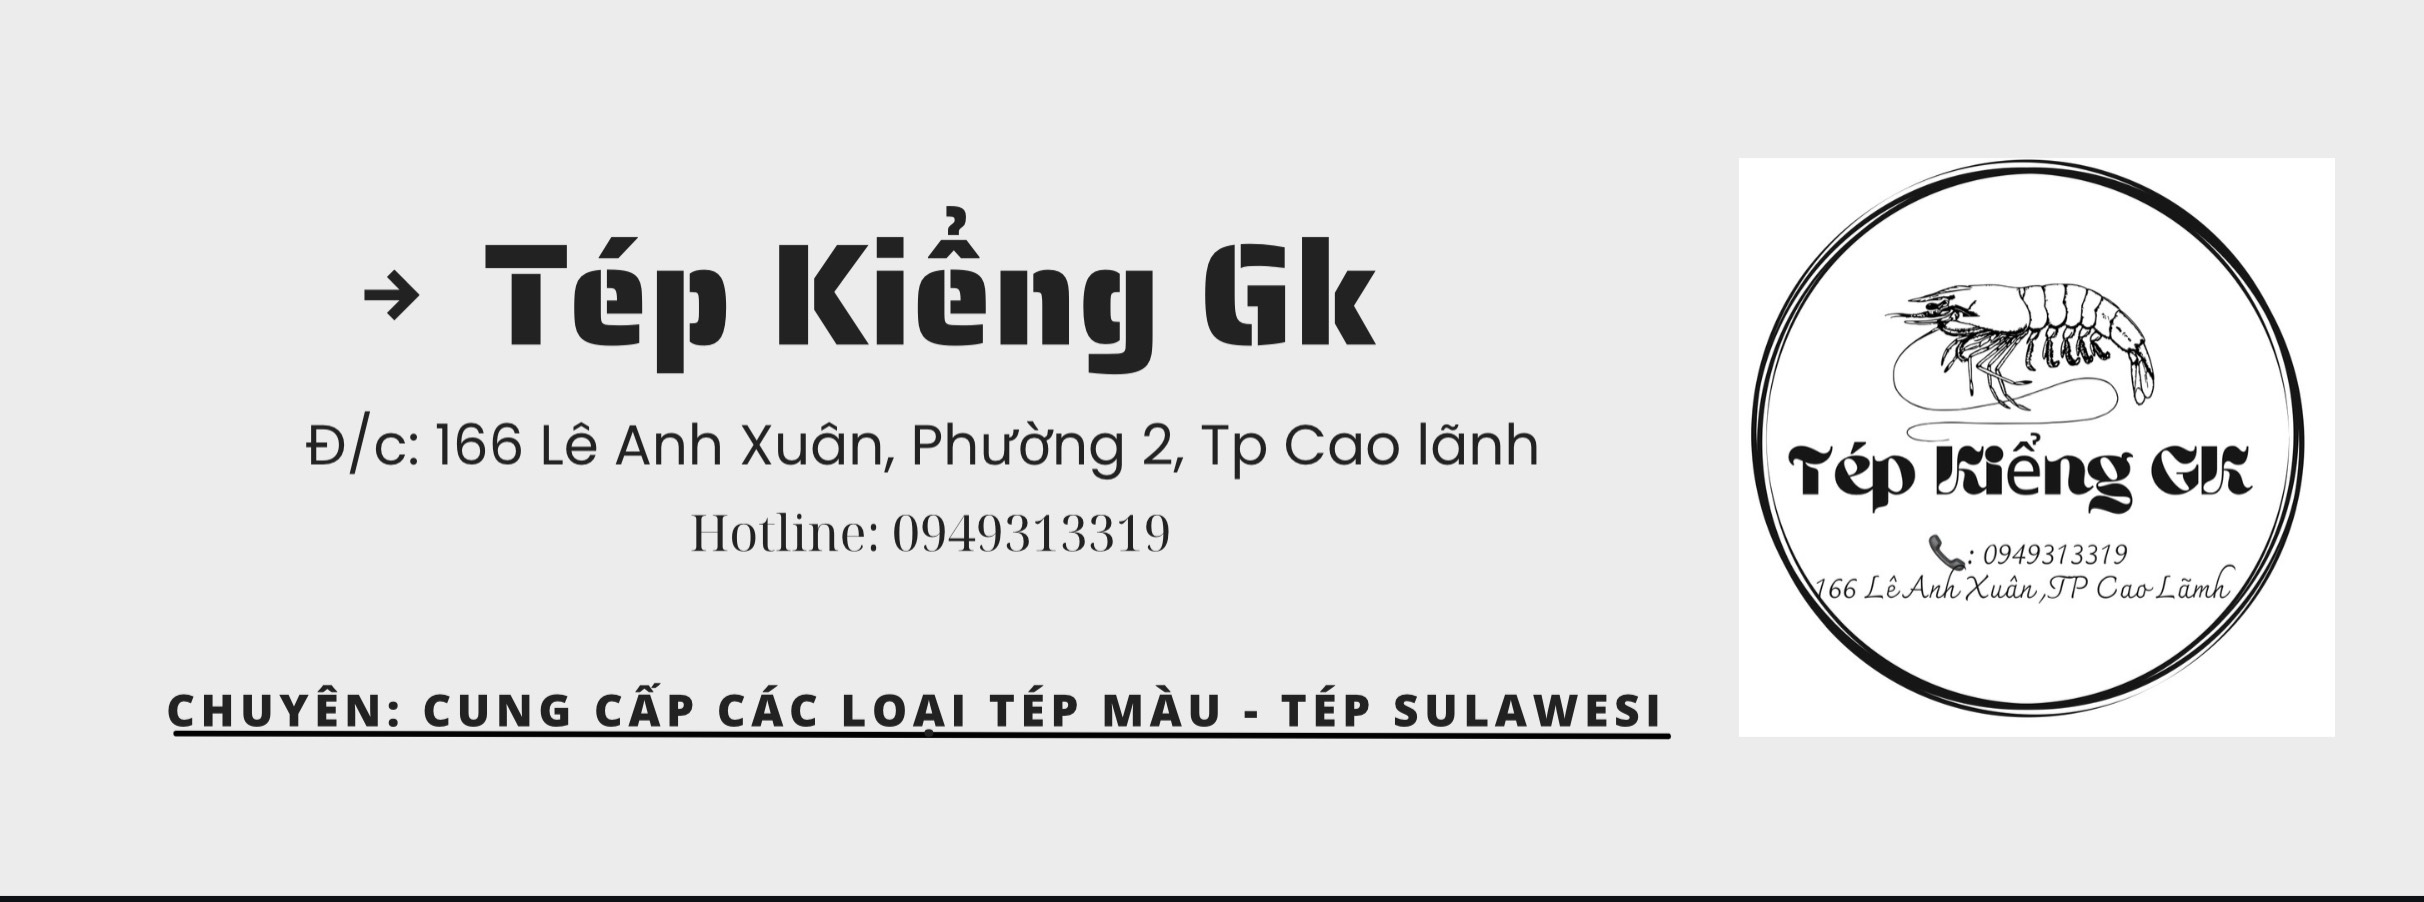 → Tép Kiểng Gk
Đ/c: 166 Lê Anh Xuân, Phường 2, Tp Cao lãnh
Hotline: 0949313319
CHUYÊN: CUNG CẤP CÁC LOẠI TÉP MÀU - TÉP SULAWESI
Tép Kiểng GK
📞: 0949313319
166 Lê Anh Xuân ,TP Cao Lãmh